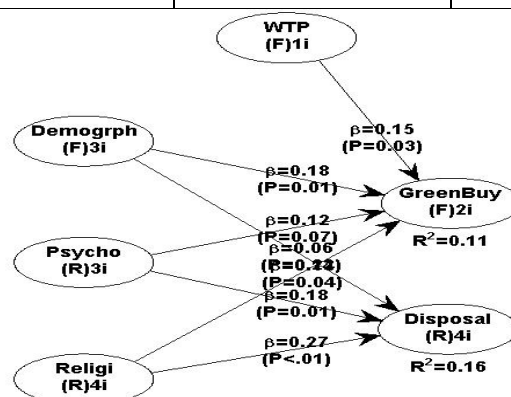 WTP
(F)1i
Demogrph
(F)3i
β=0.15
(P=0.03)
β=0.18
(P=0.01)
GreenBuy
(F)2i
R²=0.11
β=0.12
(P=0.07)
β=0.06
(P=0.04)
Psycho
(R)3i
β=0.18
(P=0.01)
Disposal
(R)4i
R²=0.16
β=0.27
(P<.01)
Religi
(R)4i